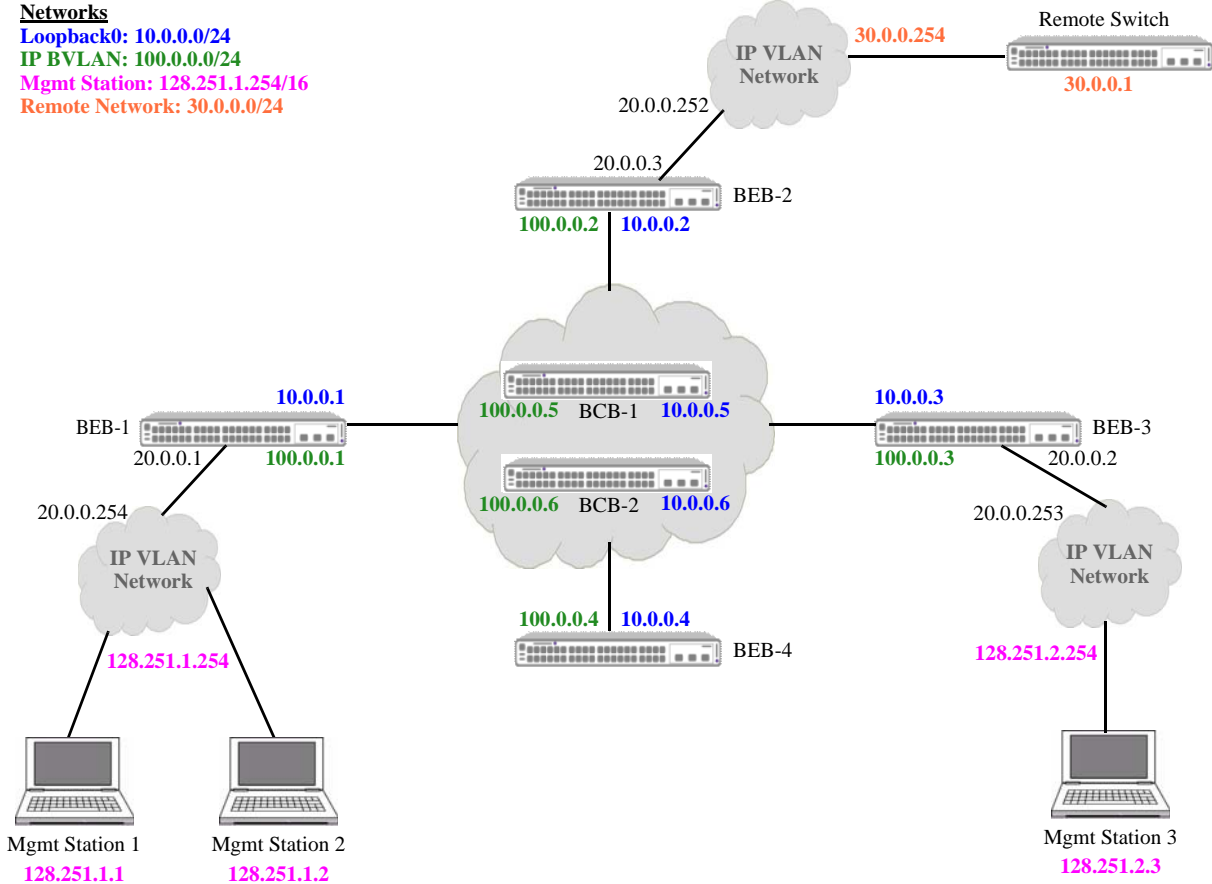 Networks
Loopback0: 10.0.0.0/24
IP BVLAN: 100.0.0.0/24
Mgmt Station: 128.251.1.254/16
Remote Network: 30.0.0.0/24
Remote Switch
30.0.0.254
IP VLAN
Network
30.0.0.1
20.0.0.252
20.0.0.3
BEB-2
100.0.0.2
10.0.0.2
10.0.0.1
BEB-1
20.0.0.1
100.0.0.1
100.0.0.5
BCB-1
10.0.0.5
100.0.0.6
BCB-2
10.0.0.6
10.0.0.3
BEB-3
100.0.0.3
20.0.0.2
20.0.0.254
IP VLAN
Network
20.0.0.253
IP VLAN
Network
100.0.0.4
10.0.0.4
BEB-4
128.251.1.254
128.251.2.254
Mgmt Station 1
128.251.1.1
Mgmt Station 2
128.251.1.2
Mgmt Station 3
128.251.2.3